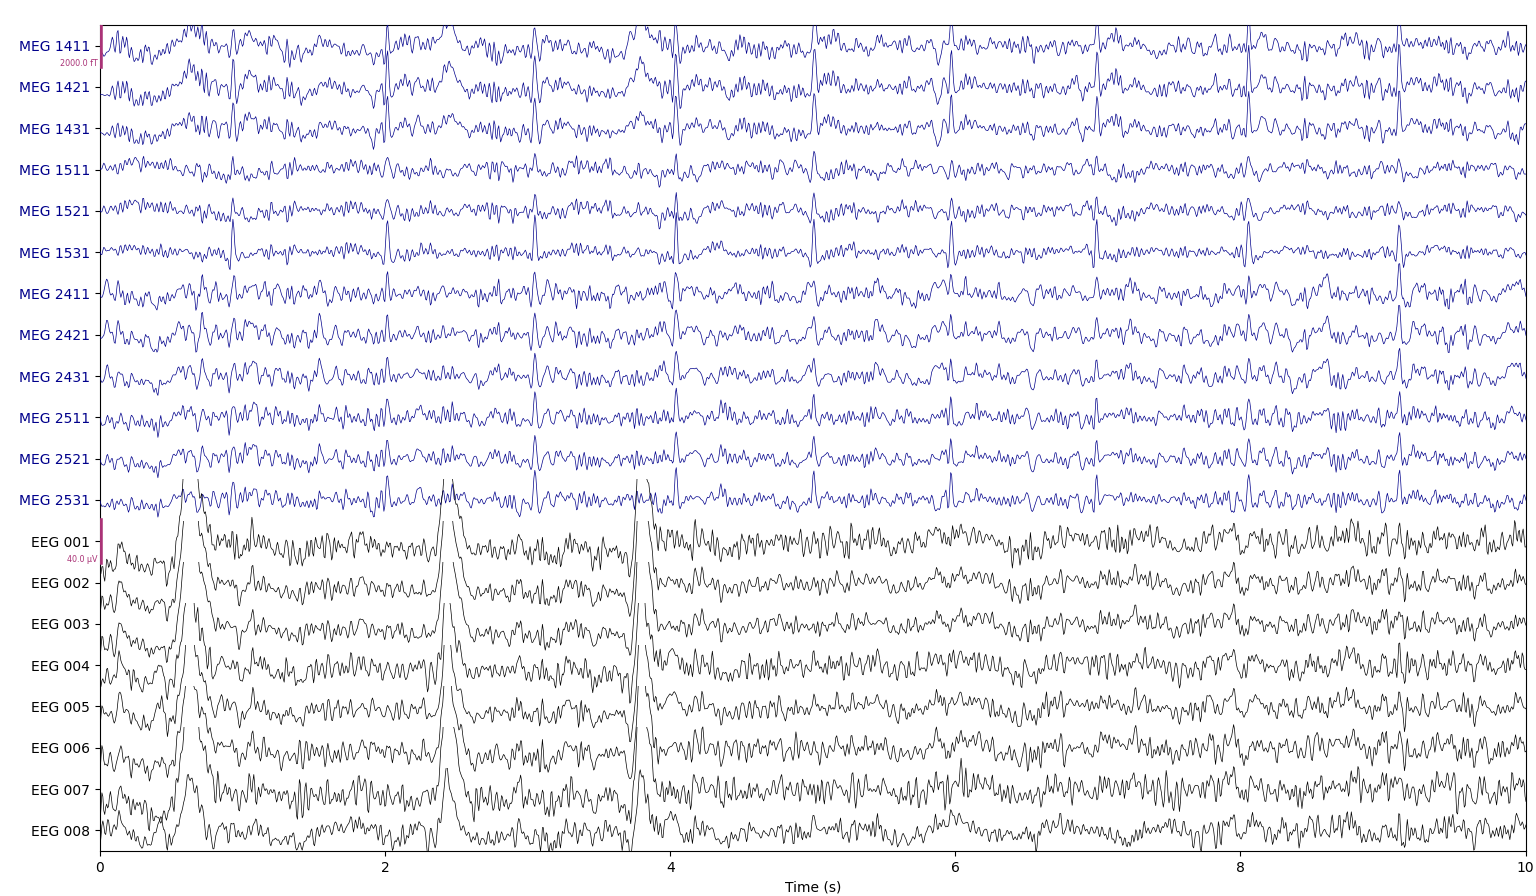 MEG 1411
2000.0 fT
MEG 1421
MEG 1431
MEG 1511
MEG 1521
MEG 1531
MEG 2411
MEG 2421
MEG 2431
MEG 2511
MEG 2521
MEG 2531
EEG 001
40.0 µV
EEG 002
EEG 003
EEG 004
EEG 005
EEG 006
EEG 007
EEG 008
0 2 4 6 8 10
Time (s)